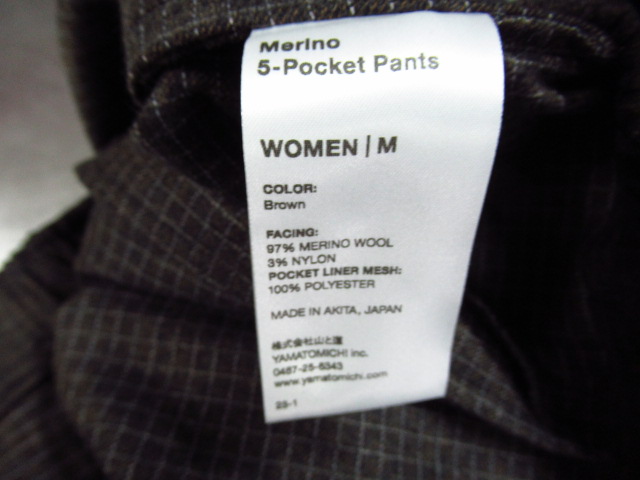 Merino
5-Pocket Pants
WOMEN | M
COLOR:
Brown
FACING:
97% MERINO WOOL
3% NYLON
POCKET LINER MESH:
100% POLYESTER
MADE IN AKITA, JAPAN
株式会社山と道
YAMATOMICHI inc.
0467-25-6343
www.yamatomichi.com
23-1